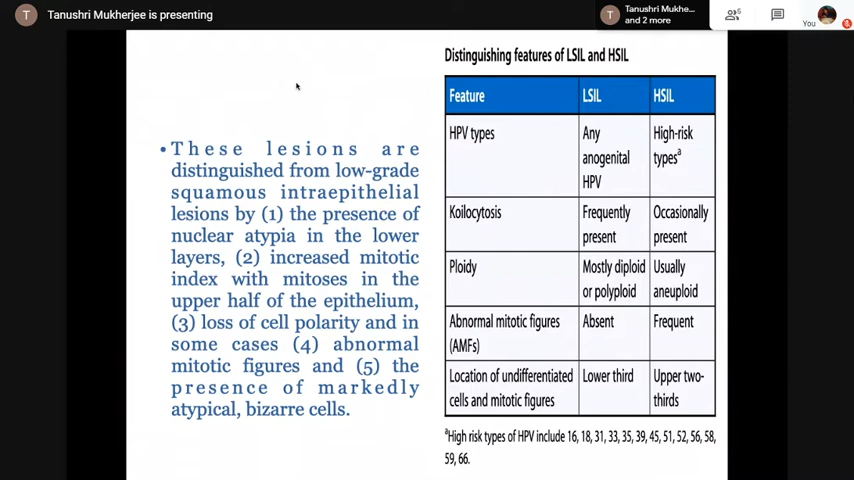 T Tanushri Mukherjee is presenting
T Tanushri Mukhe...
and 2 more
6
You
• These lesions are
distinguished from low-grade
squamous intraepithelial
lesions by (1) the presence of
nuclear atypia in the lower
layers, (2) increased mitotic
index with mitoses in the
upper half of the epithelium,
(3) loss of cell polarity and in
some cases (4) abnormal
mitotic figures and (5) the
presence of markedly
atypical, bizarre cells.
Distinguishing features of LSIL and HSIL
Feature LSIL HSIL
HPV types Any High-risk
anogenital typesᵃ
HPV
Koilocytosis Frequently Occasionally
present present
Ploidy Mostly diploid Usually
or polyploid aneuploid
Abnormal mitotic figures Absent Frequent
(AMFs)
Location of undifferentiated Lower third Upper two-
cells and mitotic figures thirds
ᵃHigh risk types of HPV include 16, 18, 31, 33, 35, 39, 45, 51, 52, 56, 58,
59, 66.